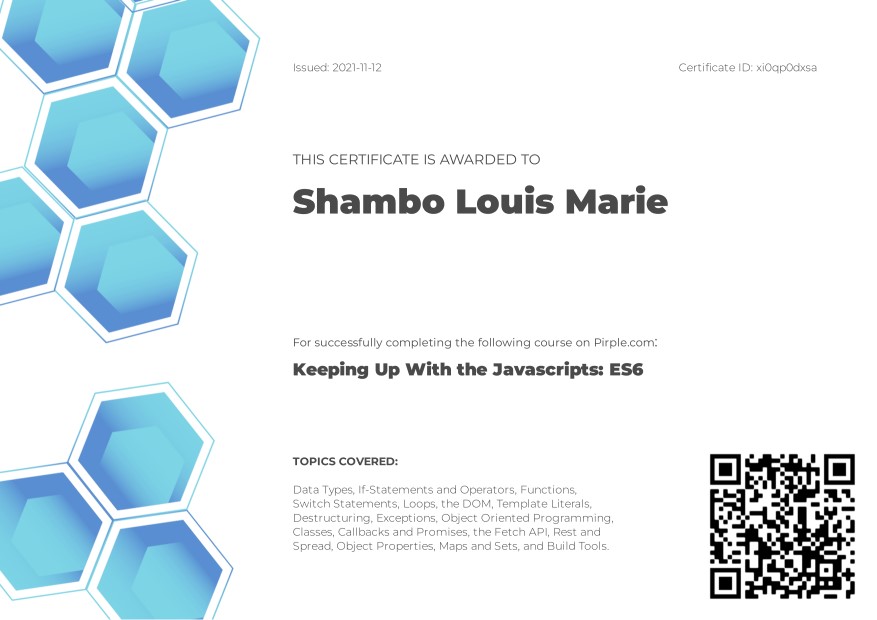 Issued: 2021-11-12
Certificate ID: xi0qp0dxsa
THIS CERTIFICATE IS AWARDED TO
Shambo Louis Marie
For successfully completing the following course on Pirple.com:
Keeping Up With the Javascripts: ES6
TOPICS COVERED:
Data Types, If-Statements and Operators, Functions,
Switch Statements, Loops, the DOM, Template Literals,
Destructuring, Exceptions, Object Oriented Programming,
Classes, Callbacks and Promises, the Fetch API, Rest and
Spread, Object Properties, Maps and Sets, and Build Tools.